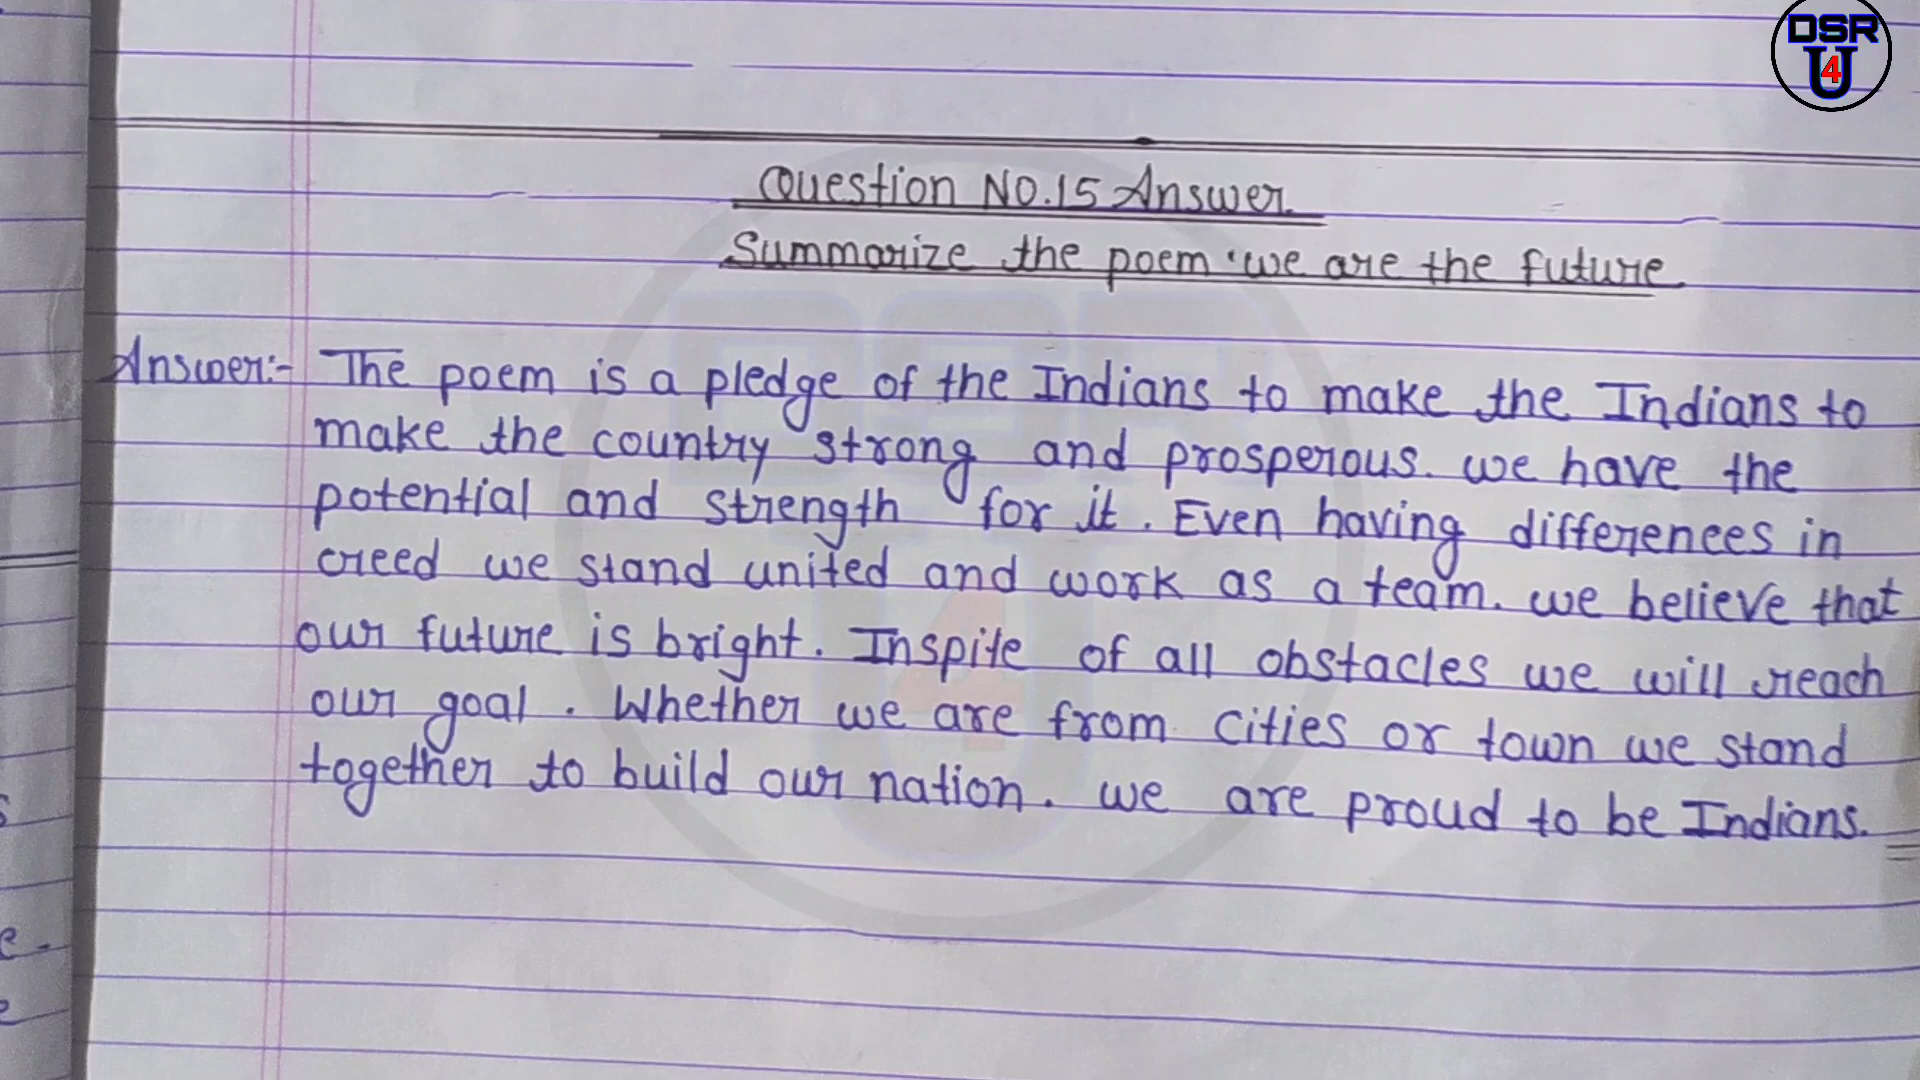 DSR
U
4
Question No.15 Answer.
Summarize the poem 'we are the future.
Answer:- The poem is a pledge of the Indians to make the Indians to
make the country strong and prosperous. we have the
potential and strength for it. Even having differences in
creed we stand united and work as a team. we believe that
our future is bright. Inspite of all obstacles we will reach
our goal. Whether we are from cities or town we stand
together to build our nation. we are proud to be Indians.